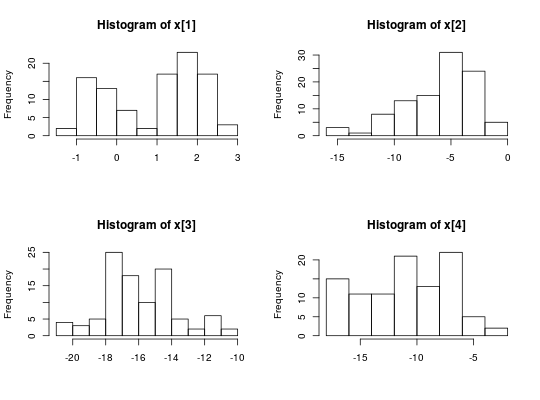 Histogram of x[1]
Frequency
0 5 10 20
-1 0 1 2 3
Histogram of x[2]
Frequency
0 10 20 30
-15 -10 -5 0
Histogram of x[3]
Frequency
0 5 15 25
-20 -18 -16 -14 -12 -10
Histogram of x[4]
Frequency
0 5 10 20
-15 -10 -5